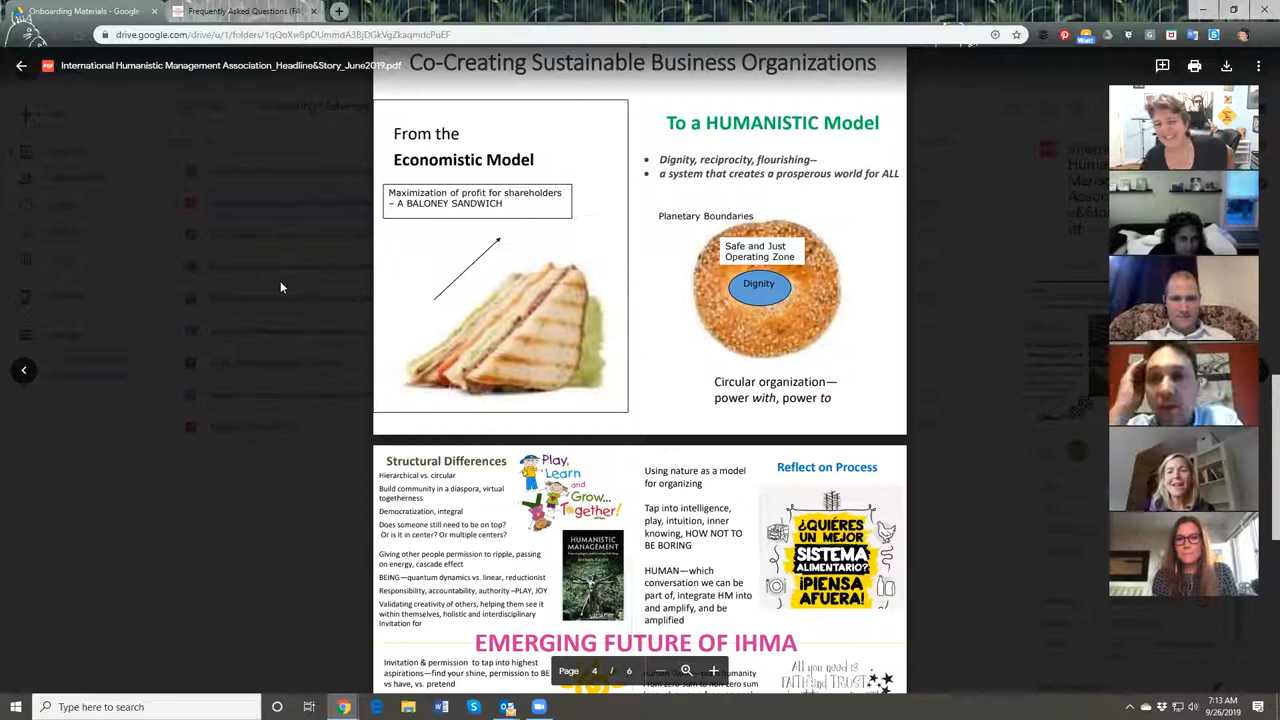 Onboarding Materials - Google
Frequently Asked Questions (FA
drive.google.com/drive/u/1/folders/1qQoXw8pOUmmdA3BjDGkVgZkaqmdcPuEF
Wait!
International Humanistic Management Association_Headline&Story_June2019.pdf
Co-Creating Sustainable Business Organizations
From the
Economistic Model
Maximization of profit for shareholders
– A BALONEY SANDWICH
To a HUMANISTIC Model
• Dignity, reciprocity, flourishing--
• a system that creates a prosperous world for ALL
Planetary Boundaries
Safe and Just
Operating Zone
Dignity
Circular organization—
power with, power to
Structural Differences
Hierarchical vs. circular
Build community in a diaspora, virtual
togetherness
Democratization, integral
Does someone still need to be on top?
Or is it in center? Or multiple centers?
Giving other people permission to ripple, passing
on energy, cascade effect
BEING—quantum dynamics vs. linear, reductionist
Responsibility, accountability, authority –PLAY, JOY
Validating creativity of others, helping them see it
within themselves, holistic and interdisciplinary
Invitation for
Play,
Learn
and
Grow...
Together!
HUMANISTIC
MANAGEMENT
Using nature as a model
for organizing
Tap into intelligence,
play, intuition, inner
knowing, HOW NOT TO
BE BORING
HUMAN—which
conversation we can be
part of, integrate HM into
and amplify, and be
amplified
Reflect on Process
¿QUIÉRES
UN MEJOR
SISTEMA
ALIMENTARIO?
¡PIENSA
AFUERA!
EMERGING FUTURE OF IHMA
Invitation & permission to tap into highest
aspirations—find your shine, permission to BE
vs have, vs. pretend
All you need is
FAITH and TRUST
Page 4 / 6
Type here to search
7:13 AM
9/26/2019